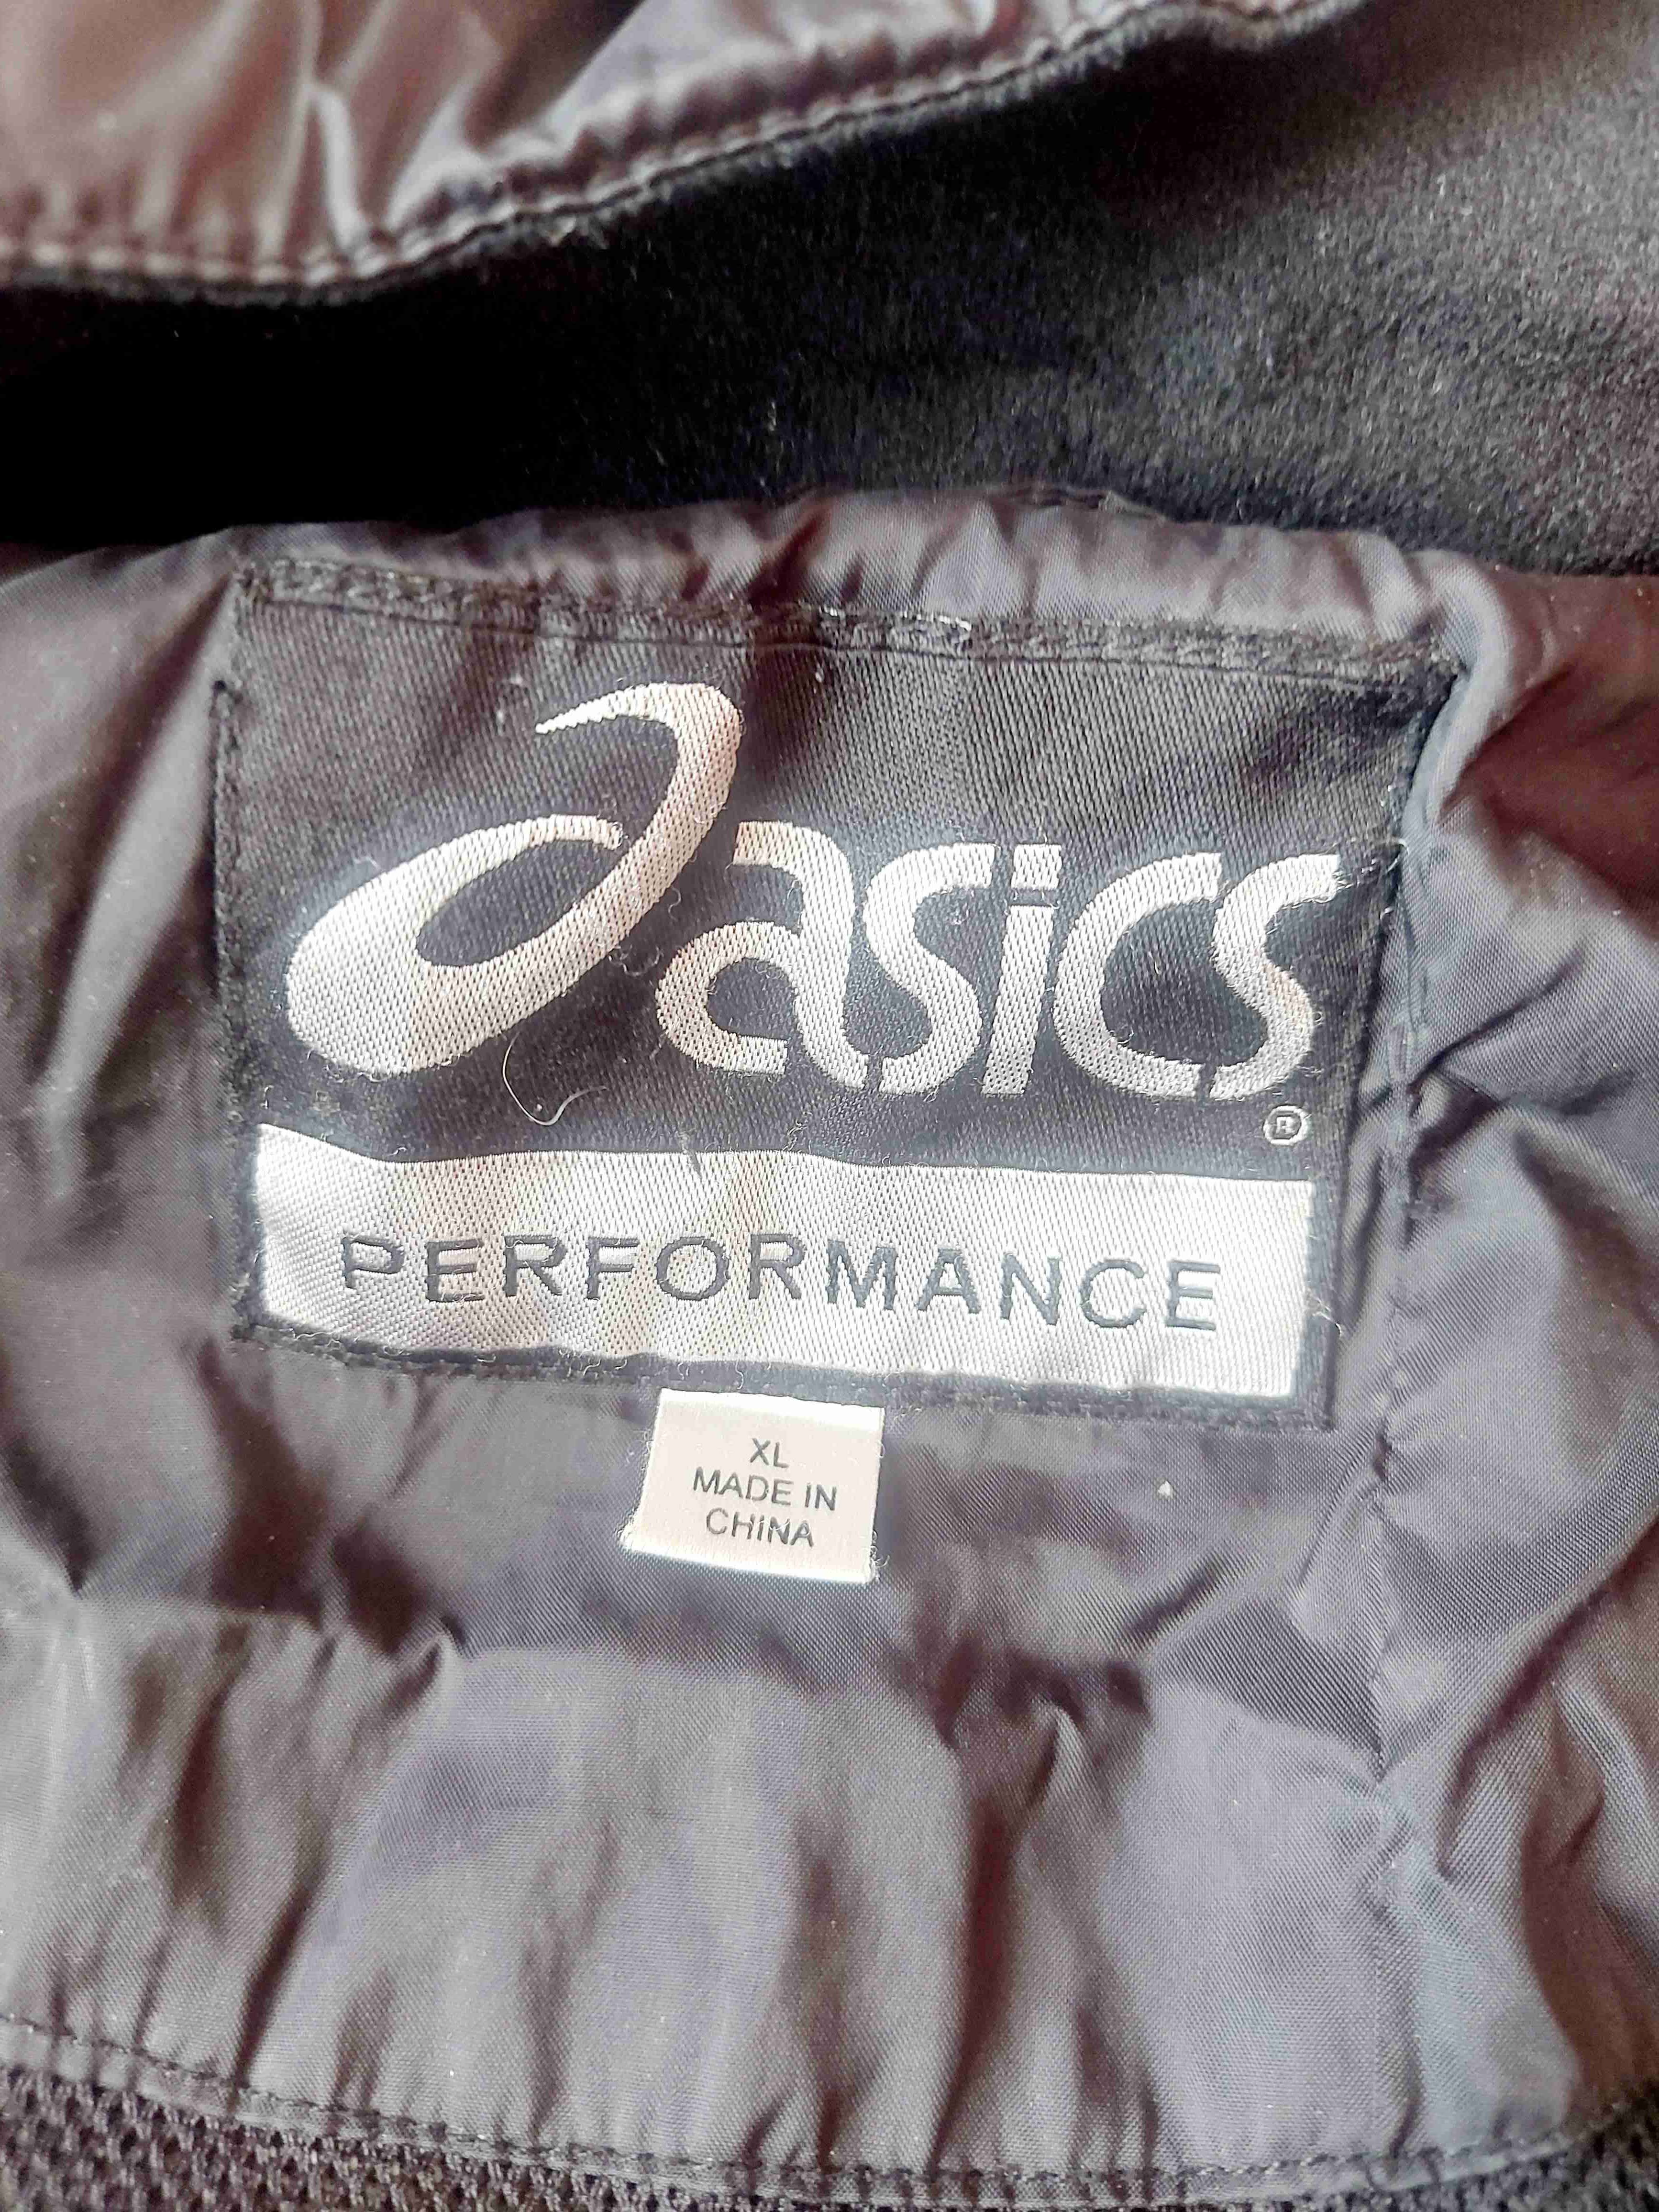 asics
®
PERFORMANCE
XL
MADE IN
CHINA